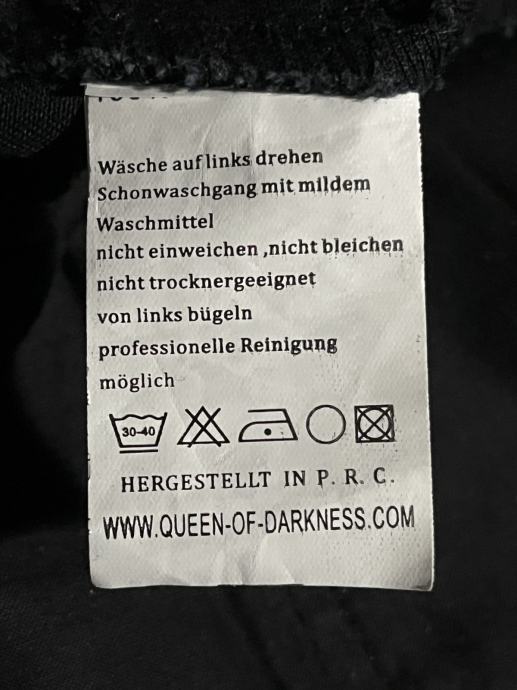 Wäsche auf links drehen
Schonwaschgang mit mildem
Waschmittel
nicht einweichen ,nicht bleichen
nicht trocknergeeignet
von links bügeln
professionelle Reinigung
möglich
30-40
HERGESTELLT IN P. R. C.
WWW.QUEEN-OF-DARKNESS.COM